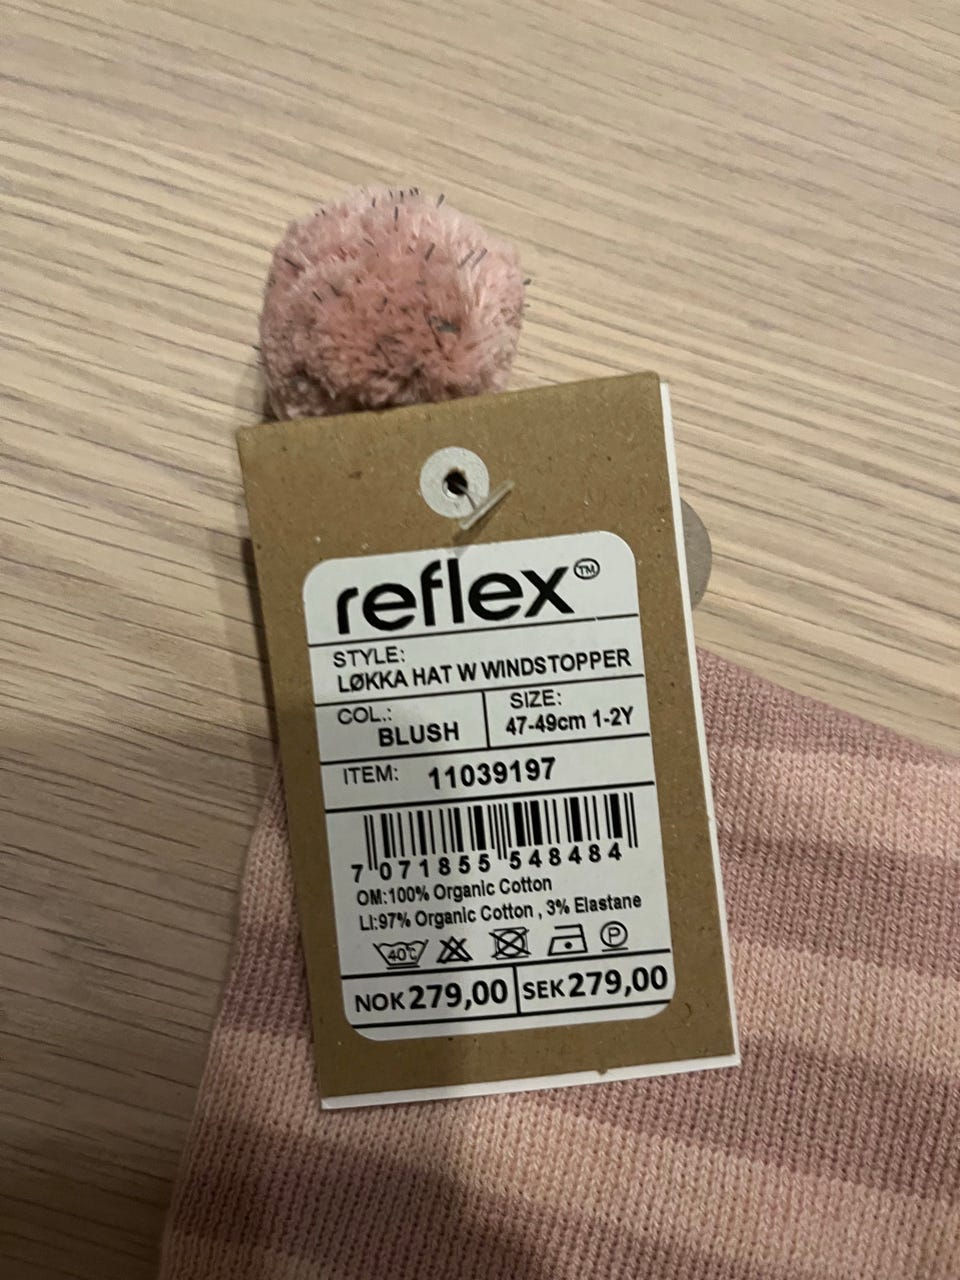 reflex™
STYLE:
LØKKA HAT W WINDSTOPPER
COL.:
BLUSH
SIZE:
47-49cm 1-2Y
ITEM: 11039197
7 071855 548484
OM:100% Organic Cotton
LI:97% Organic Cotton , 3% Elastane
40°C P
NOK 279,00 SEK 279,00